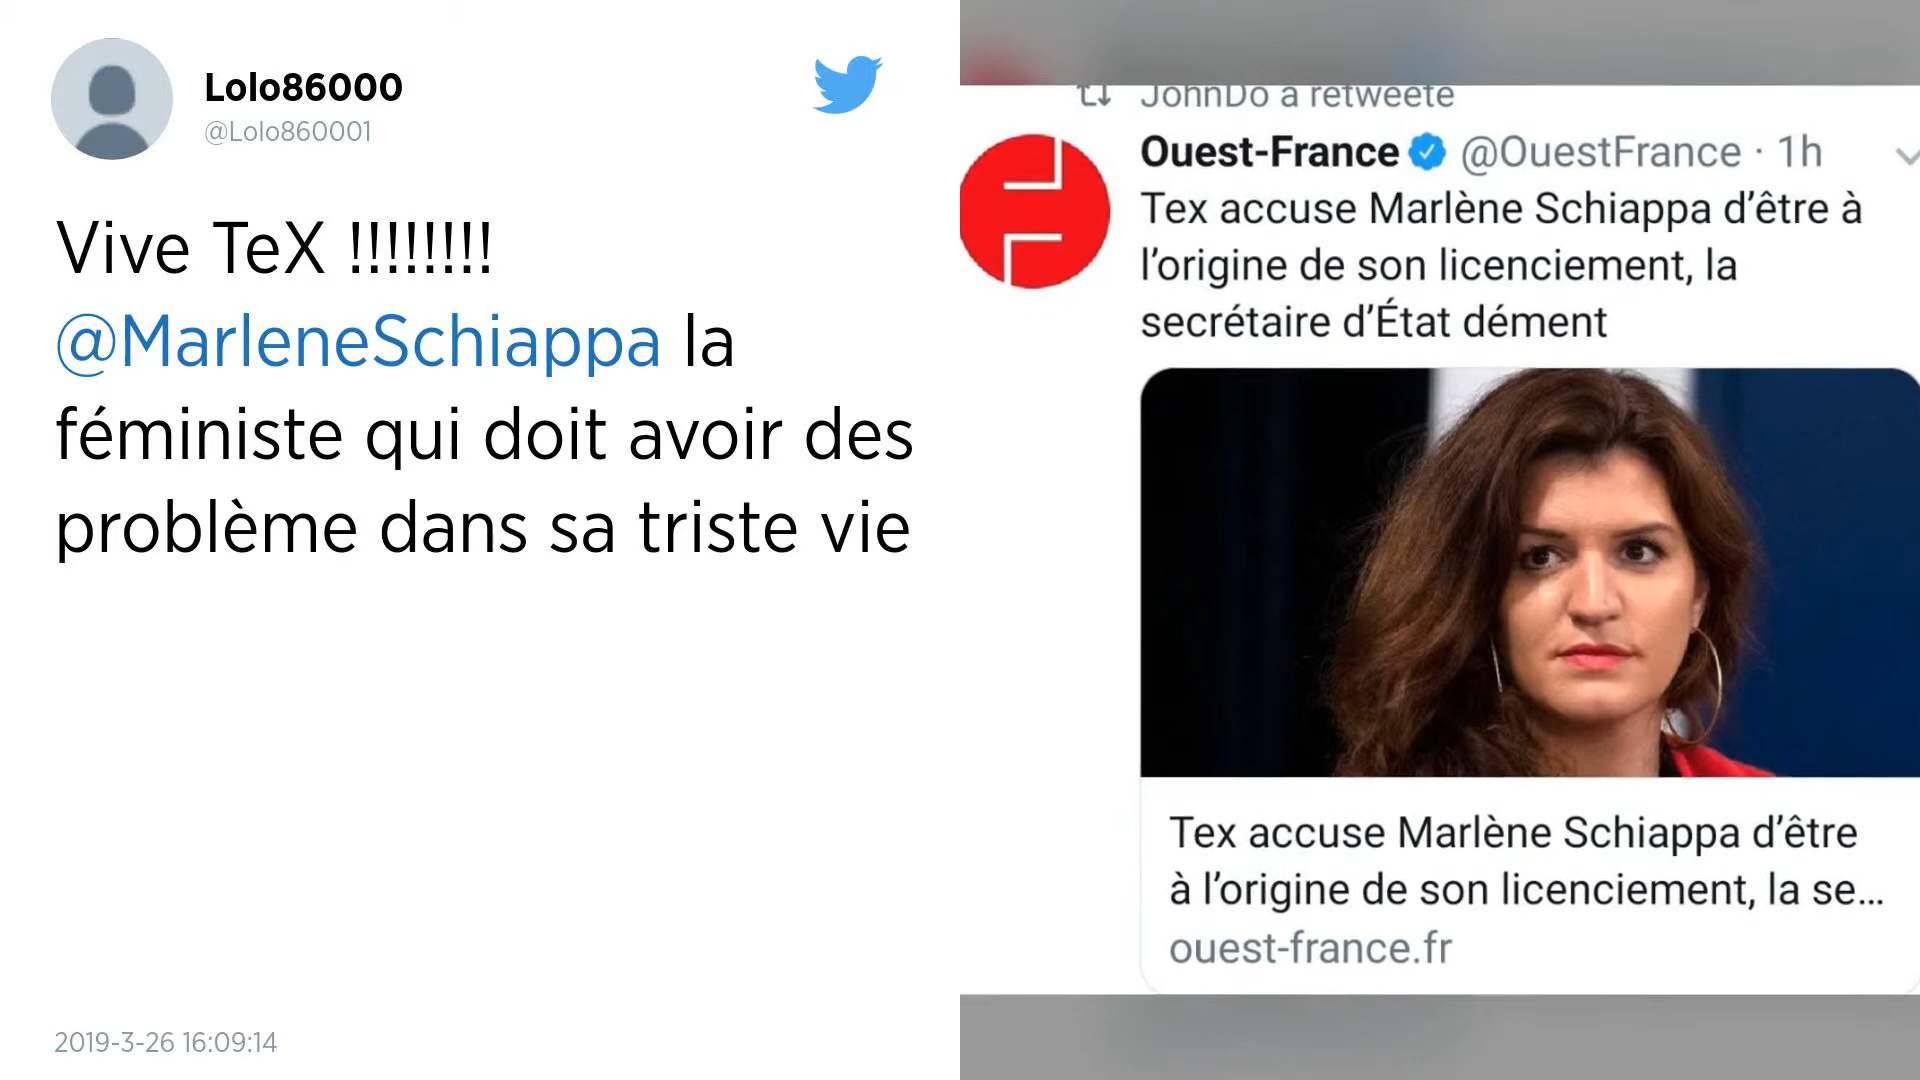 Lolo86000
@Lolo860001
Vive TeX !!!!!!!!
@MarleneSchiappa la
féministe qui doit avoir des
problème dans sa triste vie
2019-3-26 16:09:14
JohnDo a retweeté
Ouest-France @OuestFrance · 1h
Tex accuse Marlène Schiappa d’être à
l’origine de son licenciement, la
secrétaire d’État dément
Tex accuse Marlène Schiappa d’être
à l’origine de son licenciement, la se…
ouest-france.fr